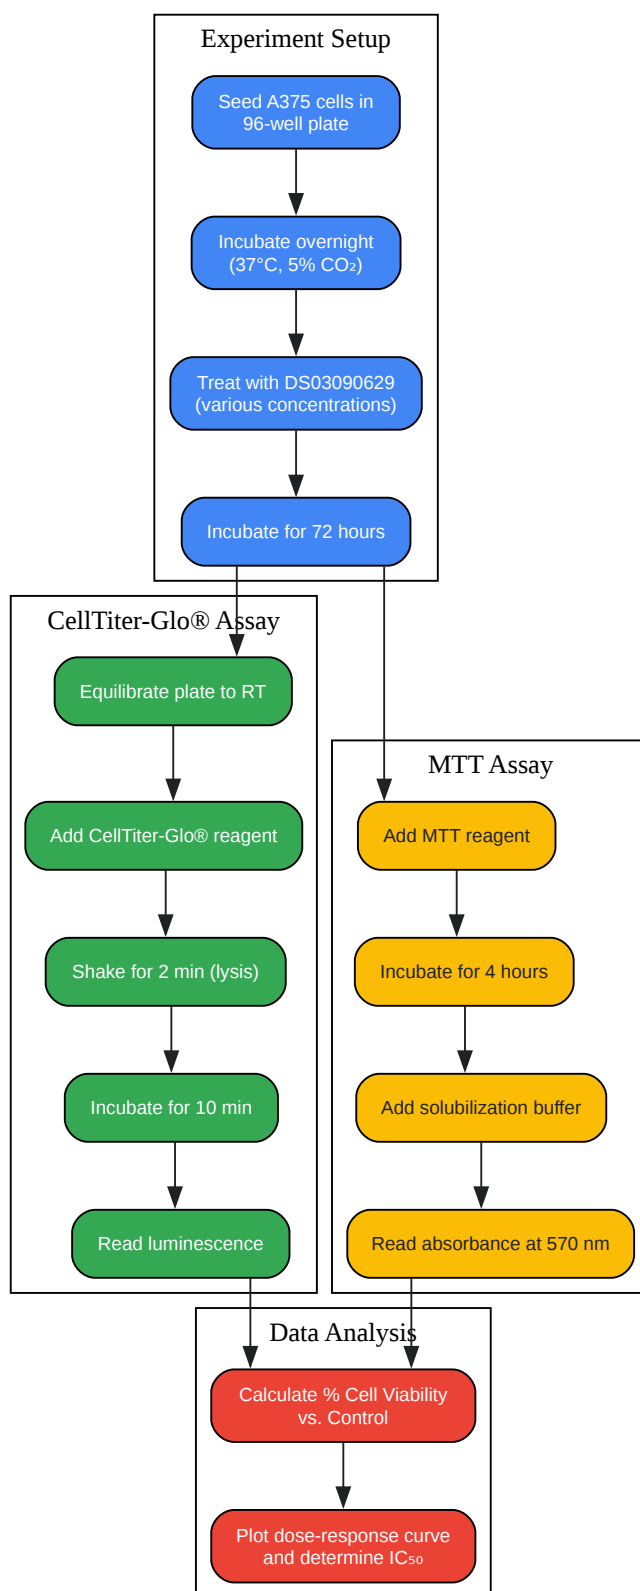 Experiment Setup
Seed A375 cells in
96-well plate
Incubate overnight
(37°C, 5% CO₂)
Treat with DS03090629
(various concentrations)
Incubate for 72 hours
CellTiter-Glo® Assay
Equilibrate plate to RT
Add CellTiter-Glo® reagent
Shake for 2 min (lysis)
Incubate for 10 min
Read luminescence
MTT Assay
Add MTT reagent
Incubate for 4 hours
Add solubilization buffer
Read absorbance at 570 nm
Data Analysis
Calculate % Cell Viability
vs. Control
Plot dose-response curve
and determine IC₅₀